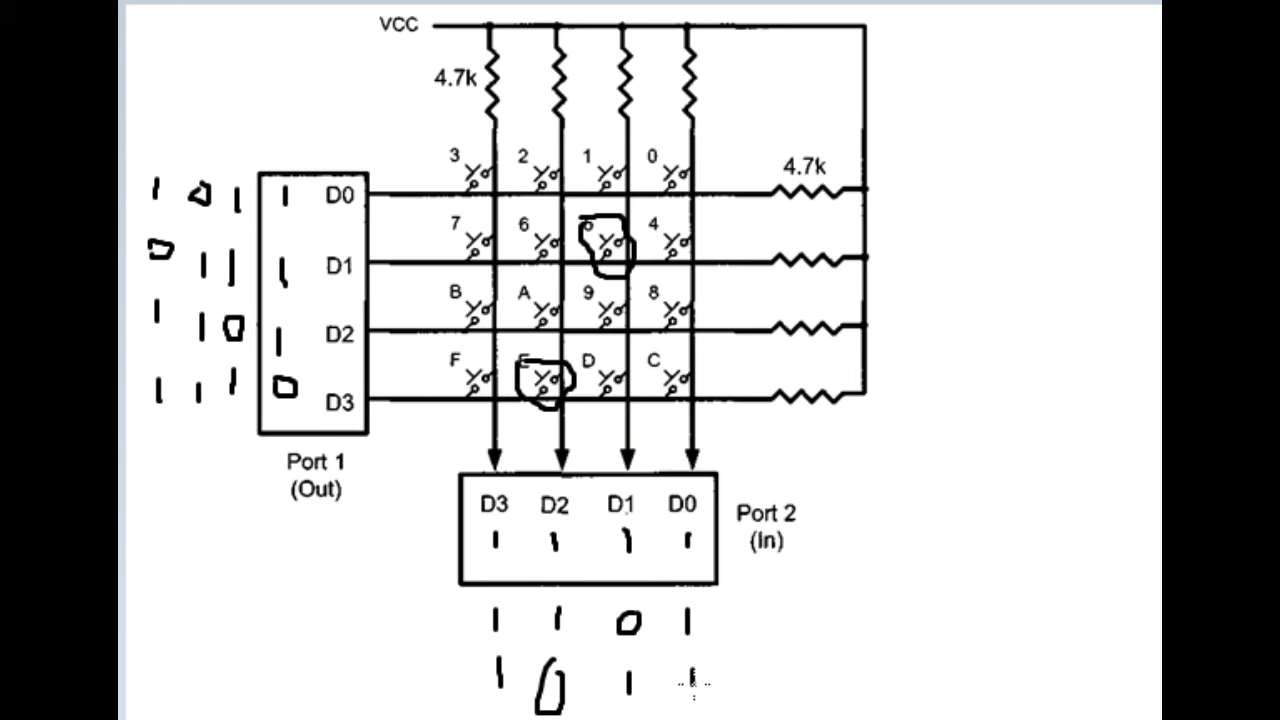 VCC
4.7k
3 2 1 0 4.7k
1 0 1 1 D0
7 6 5 4
0 1 1 1 D1
B A 9 8
1 1 0 1 D2
F E D C
1 1 1 0 D3
Port 1
(Out)
D3 D2 D1 D0
Port 2
(In)
1 1 1 1
1 1 0 1
1 0 1 1